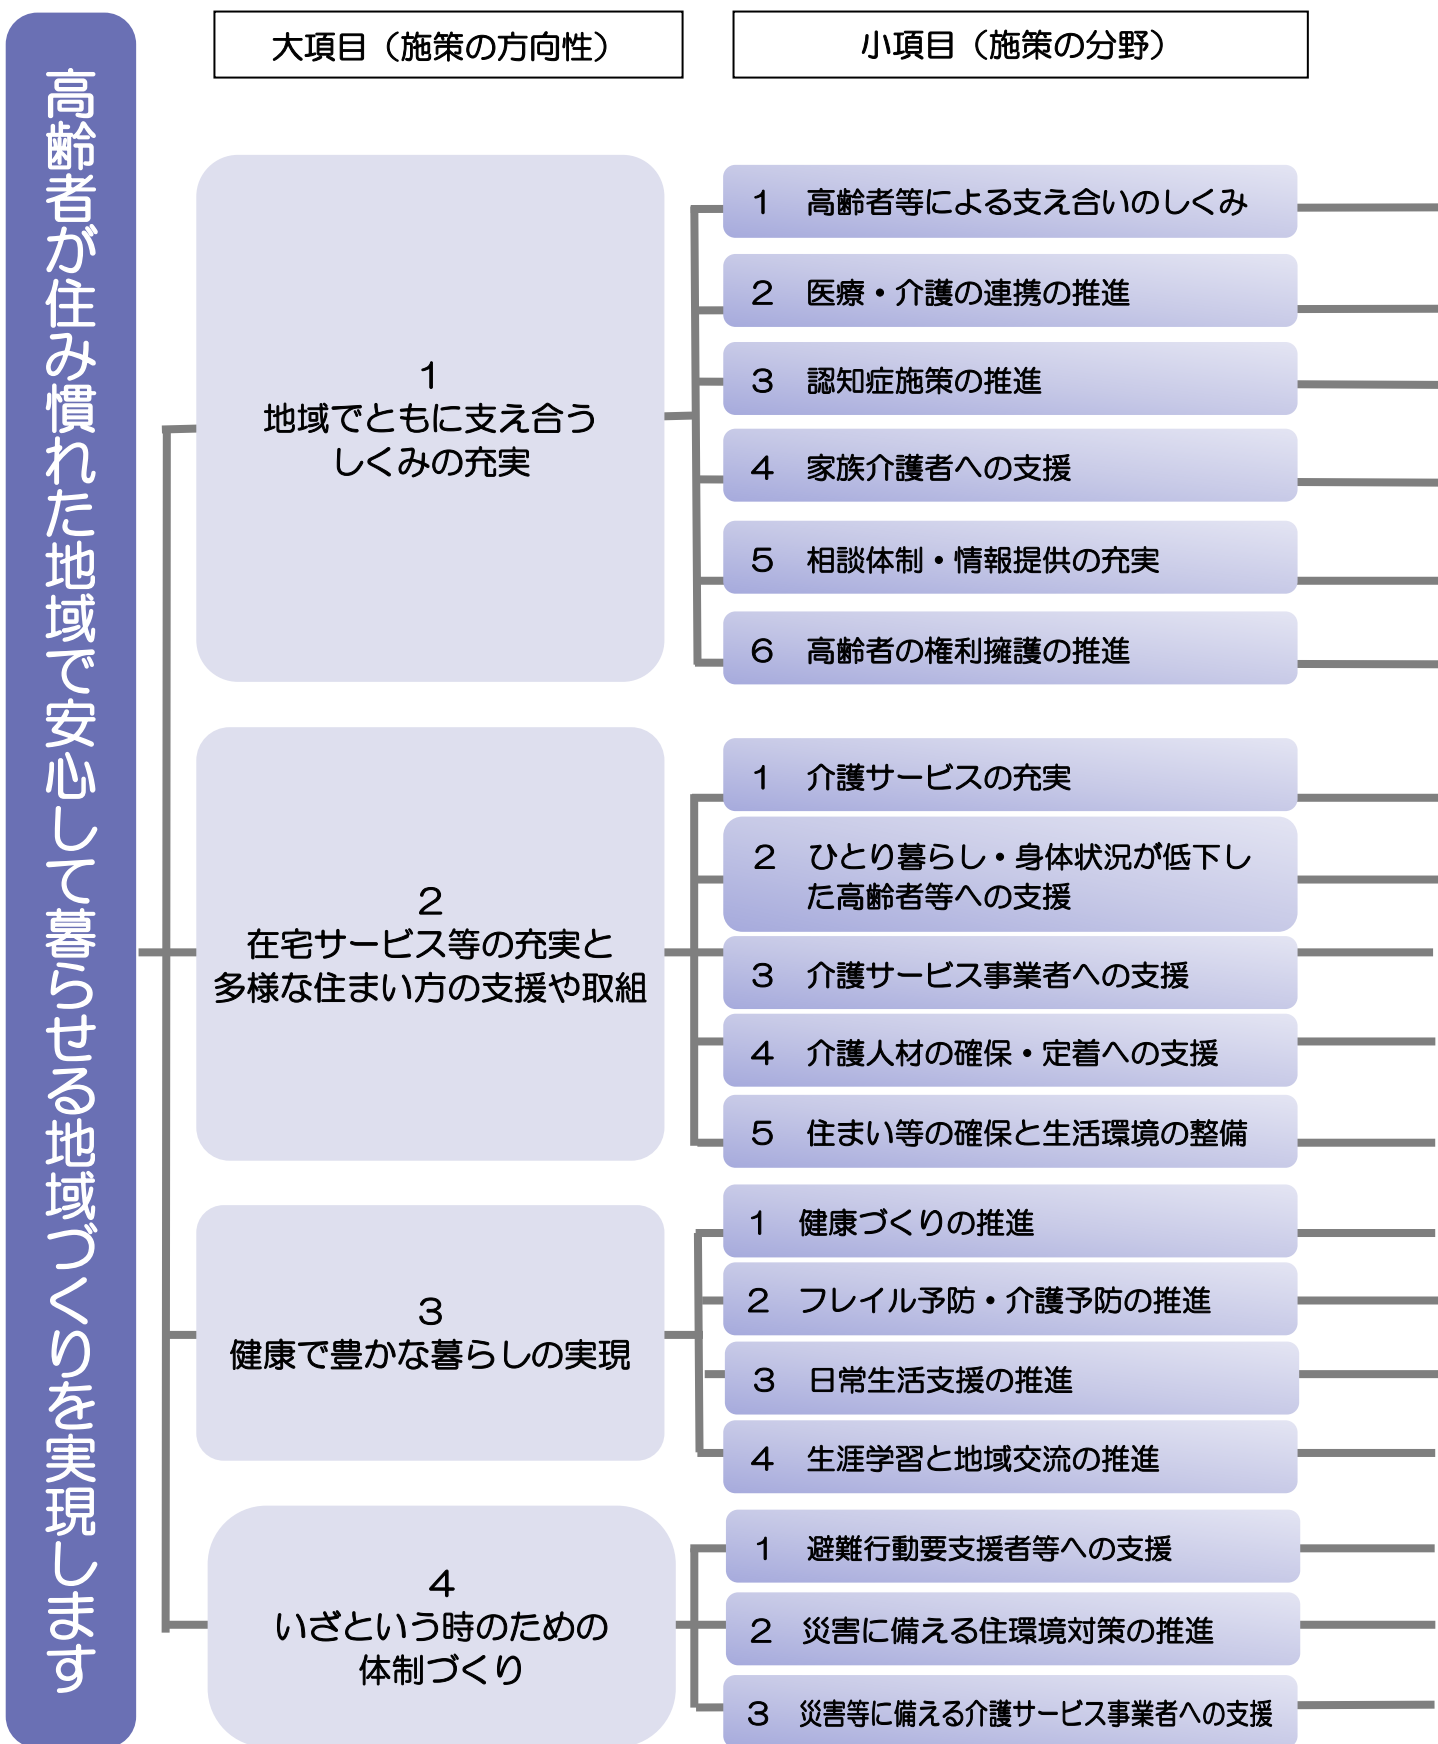 高齢者が住み慣れた地域で安心して暮らせる地域づくりを実現します
大項目（施策の方向性）
小項目（施策の分野）
1
地域でともに支え合う
しくみの充実
1 高齢者等による支え合いのしくみ
2 医療・介護の連携の推進
3 認知症施策の推進
4 家族介護者への支援
5 相談体制・情報提供の充実
6 高齢者の権利擁護の推進
2
在宅サービス等の充実と
多様な住まい方の支援や取組
1 介護サービスの充実
2 ひとり暮らし・身体状況が低下し
た高齢者等への支援
3 介護サービス事業者への支援
4 介護人材の確保・定着への支援
5 住まい等の確保と生活環境の整備
3
健康で豊かな暮らしの実現
1 健康づくりの推進
2 フレイル予防・介護予防の推進
3 日常生活支援の推進
4 生涯学習と地域交流の推進
4
いざという時のための
体制づくり
1 避難行動要支援者等への支援
2 災害に備える住環境対策の推進
3 災害等に備える介護サービス事業者への支援